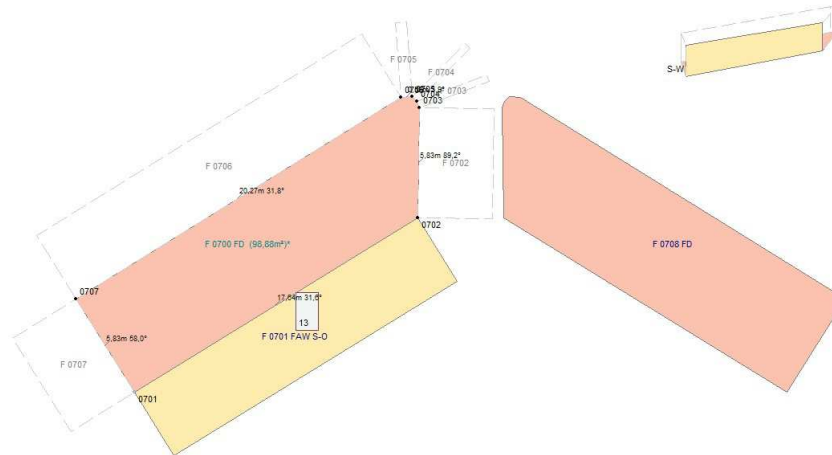 F 0705
F 0704
F 0703
0704
0703
S-W
F 0706
5,83m 89,2°
F 0702
20,27m 31,8°
0702
F 0700 FD (98,88m²)*
F 0708 FD
0707
17,64m 31,6°
13
F 0701 FAW S-O
5,83m 58,0°
F 0707
0701